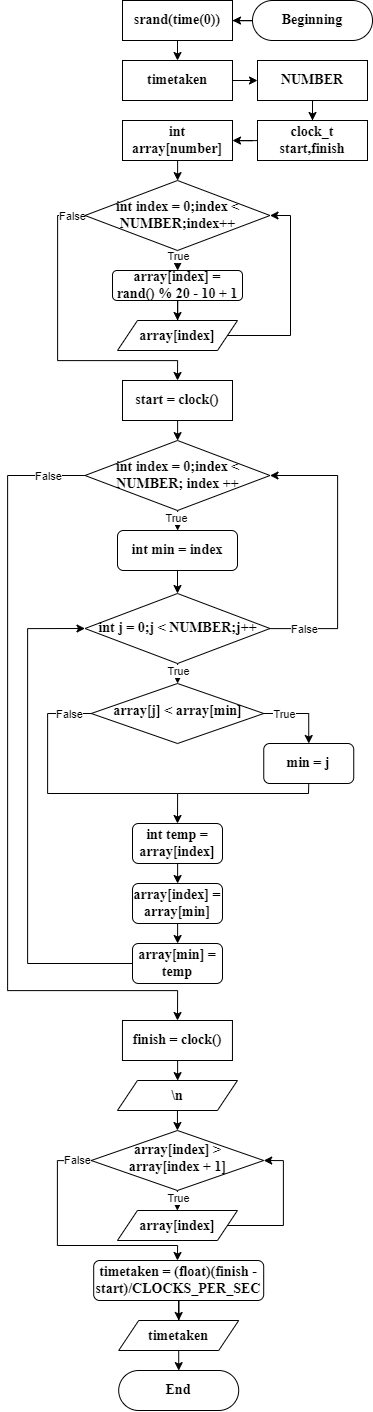 Beginning
srand(time(0))
timetaken
NUMBER
clock_t
start,finish
int
array[number]
int index = 0;index <
NUMBER;index++
False
True
array[index] =
rand() % 20 - 10 + 1
array[index]
start = clock()
int index = 0;index <
NUMBER; index ++
False
True
int min = index
int j = 0;j < NUMBER;j++
False
True
array[j] < array[min]
False
True
min = j
int temp =
array[index]
array[index] =
array[min]
array[min] =
temp
finish = clock()
\n
array[index] >
array[index + 1]
False
True
array[index]
timetaken = (float)(finish -
start)/CLOCKS_PER_SEC
timetaken
End